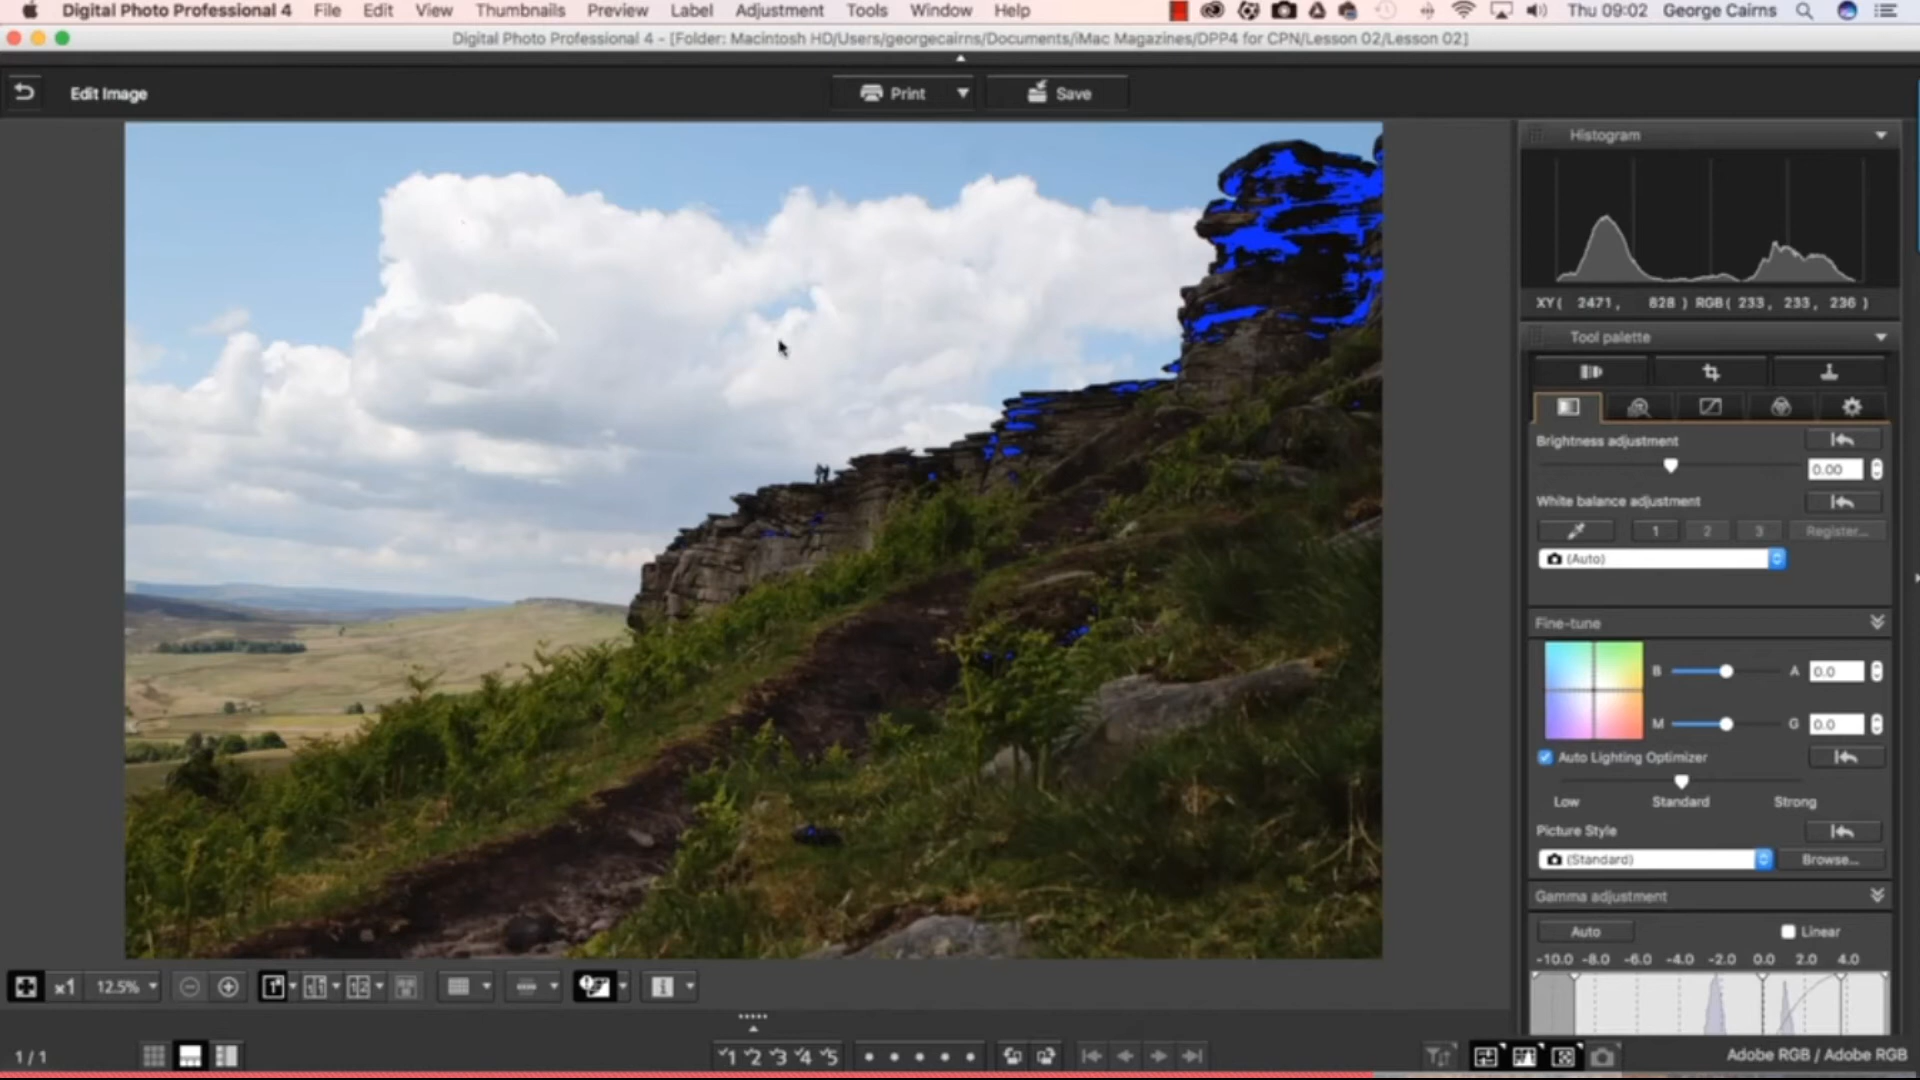 Digital Photo Professional 4 File Edit View Thumbnails Preview Label Adjustment Tools Window Help Thu 09:02 George Cairns
Digital Photo Professional 4 - [Folder: Macintosh HD/Users/georgecairns/Documents/iMac Magazines/DPP4 for CPN/Lesson 02/Lesson 02]
Edit Image Print Save
Histogram
XY( 2471, 828 ) RGB( 233, 233, 236 )
Tool palette
Brightness adjustment
0.00
White balance adjustment
1 2 3 Register...
(Auto)
Fine-tune
B A 0.0
M G 0.0
Auto Lighting Optimizer
Low Standard Strong
Picture Style
(Standard) Browse...
Gamma adjustment
Auto Linear
-10.0 -8.0 -6.0 -4.0 -2.0 0.0 2.0 4.0
x1 12.5%
1 / 1 1 2 3 4 5 Adobe RGB / Adobe RGB